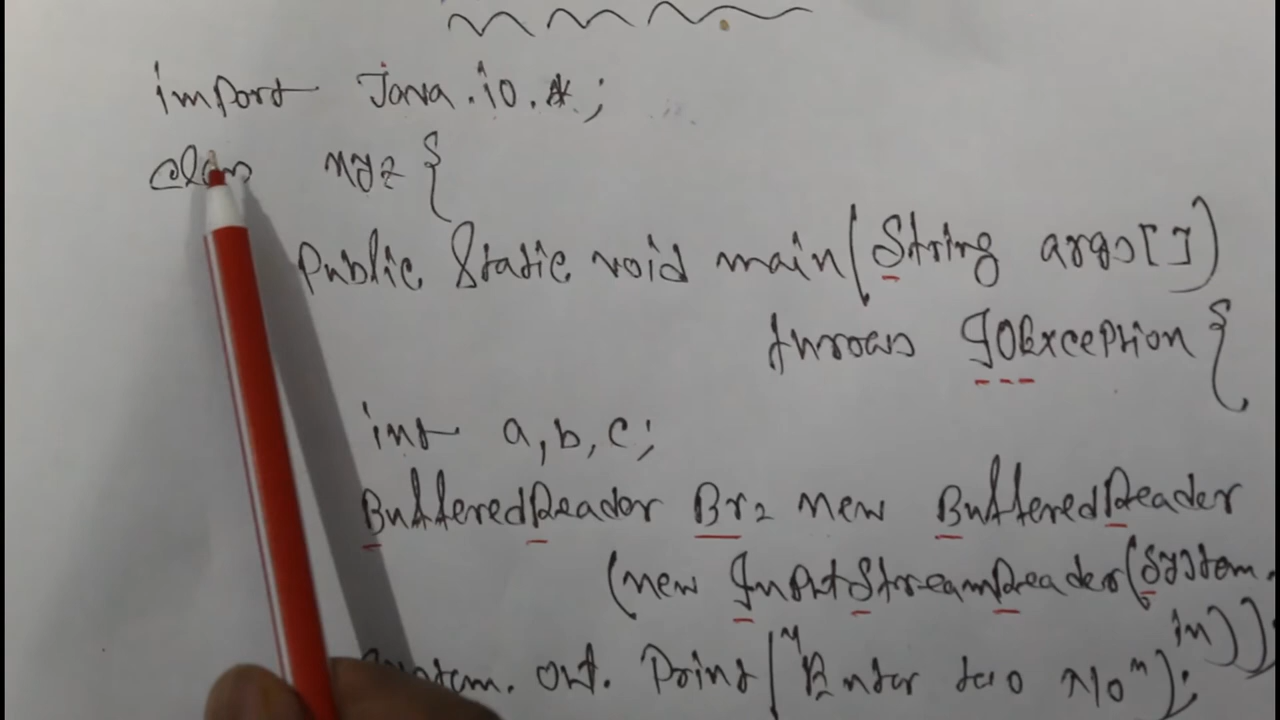 import Java.io.*;
class xyz {
Public Static void main(String args[])
throws IOException {
int a,b,c;
BufferedReader Br= new BufferedReader
(new InputStreamReader(System.
in));
System. out. Print("Enter two No");